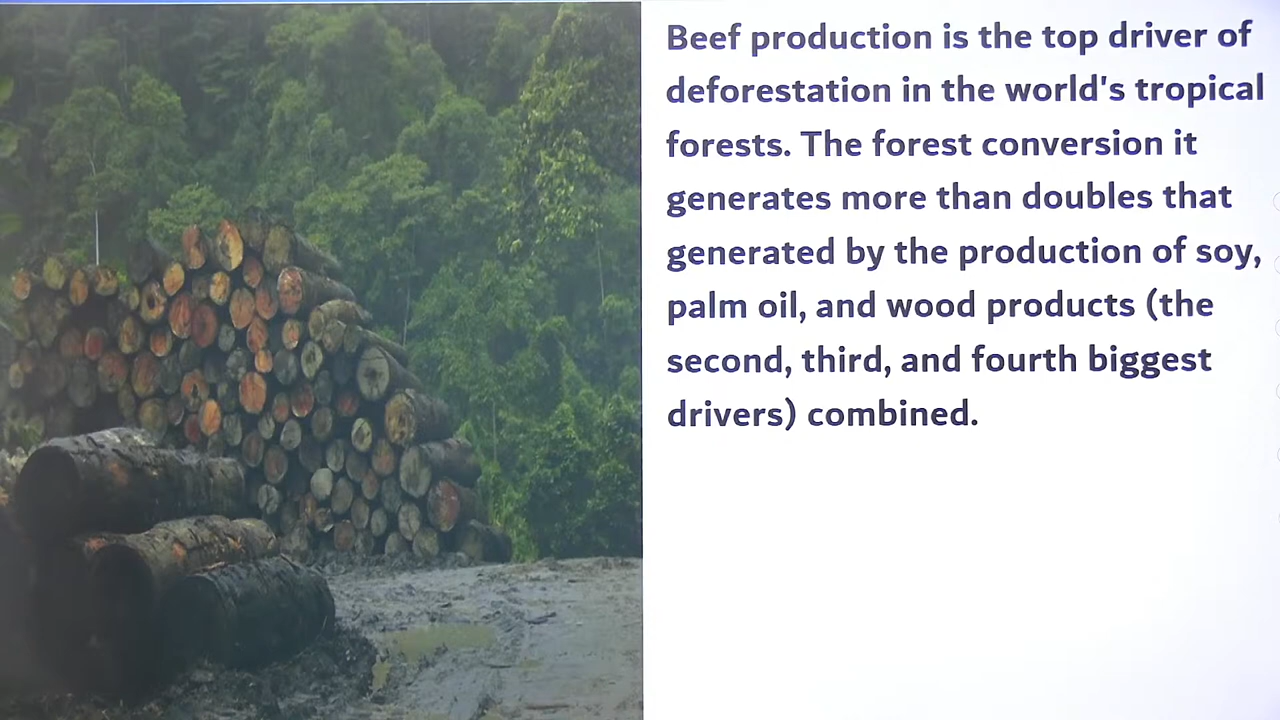 Beef production is the top driver of
deforestation in the world's tropical
forests. The forest conversion it
generates more than doubles that
generated by the production of soy,
palm oil, and wood products (the
second, third, and fourth biggest
drivers) combined.